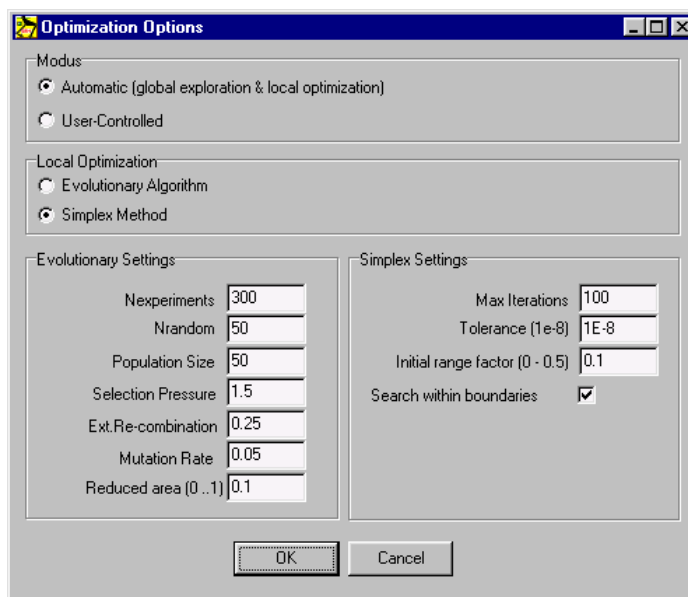 Optimization Options
Modus
Automatic (global exploration & local optimization)
User-Controlled
Local Optimization
Evolutionary Algorithm
Simplex Method
Evolutionary Settings
Nexperiments 300
Nrandom 50
Population Size 50
Selection Pressure 1.5
Ext.Re-combination 0.25
Mutation Rate 0.05
Reduced area (0 ..1) 0.1
Simplex Settings
Max Iterations 100
Tolerance (1e-8) 1E-8
Initial range factor (0 - 0.5) 0.1
Search within boundaries
OK Cancel